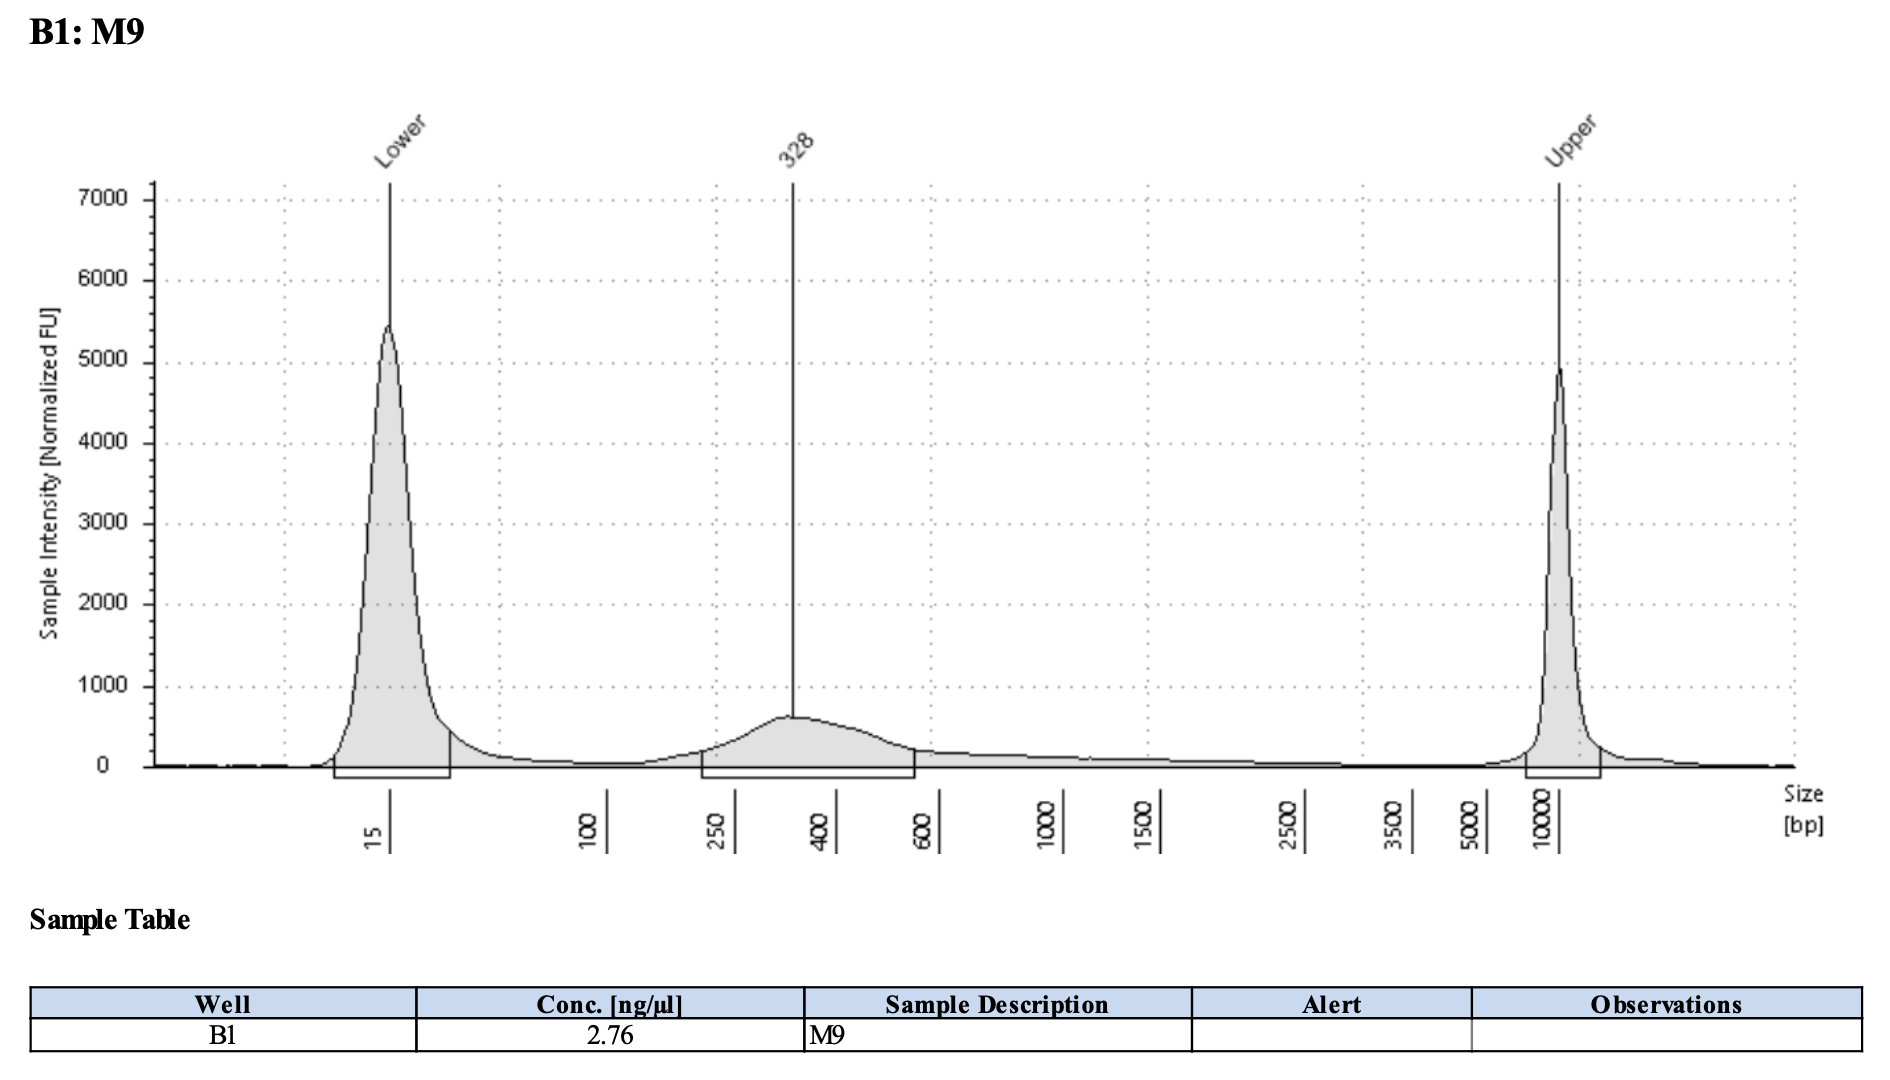 B1: M9
Lower
328
Upper
7000
6000
5000
4000
3000
2000
1000
0
Sample Intensity [Normalized FU]
15
100
250
400
600
1000
1500
2500
3500
5000
10000
Size
[bp]
Sample Table
Well Conc. [ng/µl] Sample Description Alert Observations
B1 2.76 M9